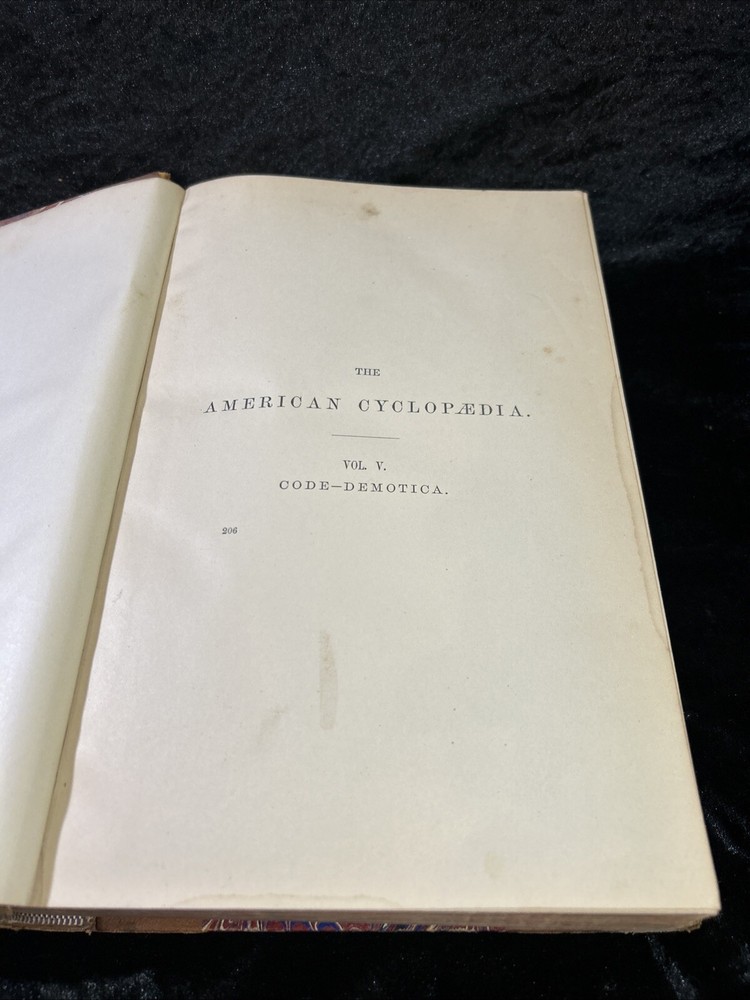 THE
AMERICAN CYCLOPÆDIA.
VOL. V.
CODE—DEMOTICA.
206